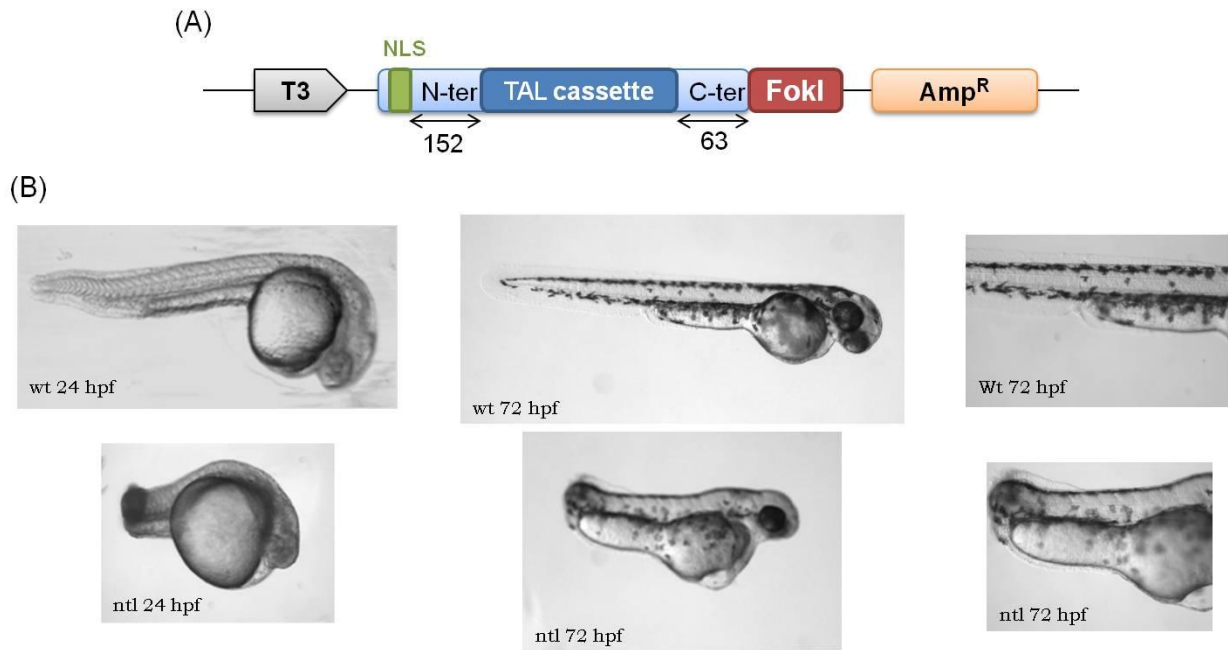 (A)
NLS
T3 N-ter TAL cassette C-ter FokI Amp^R
152 63
(B)
wt 24 hpf
wt 72 hpf
Wt 72 hpf
ntl 24 hpf
ntl 72 hpf
ntl 72 hpf